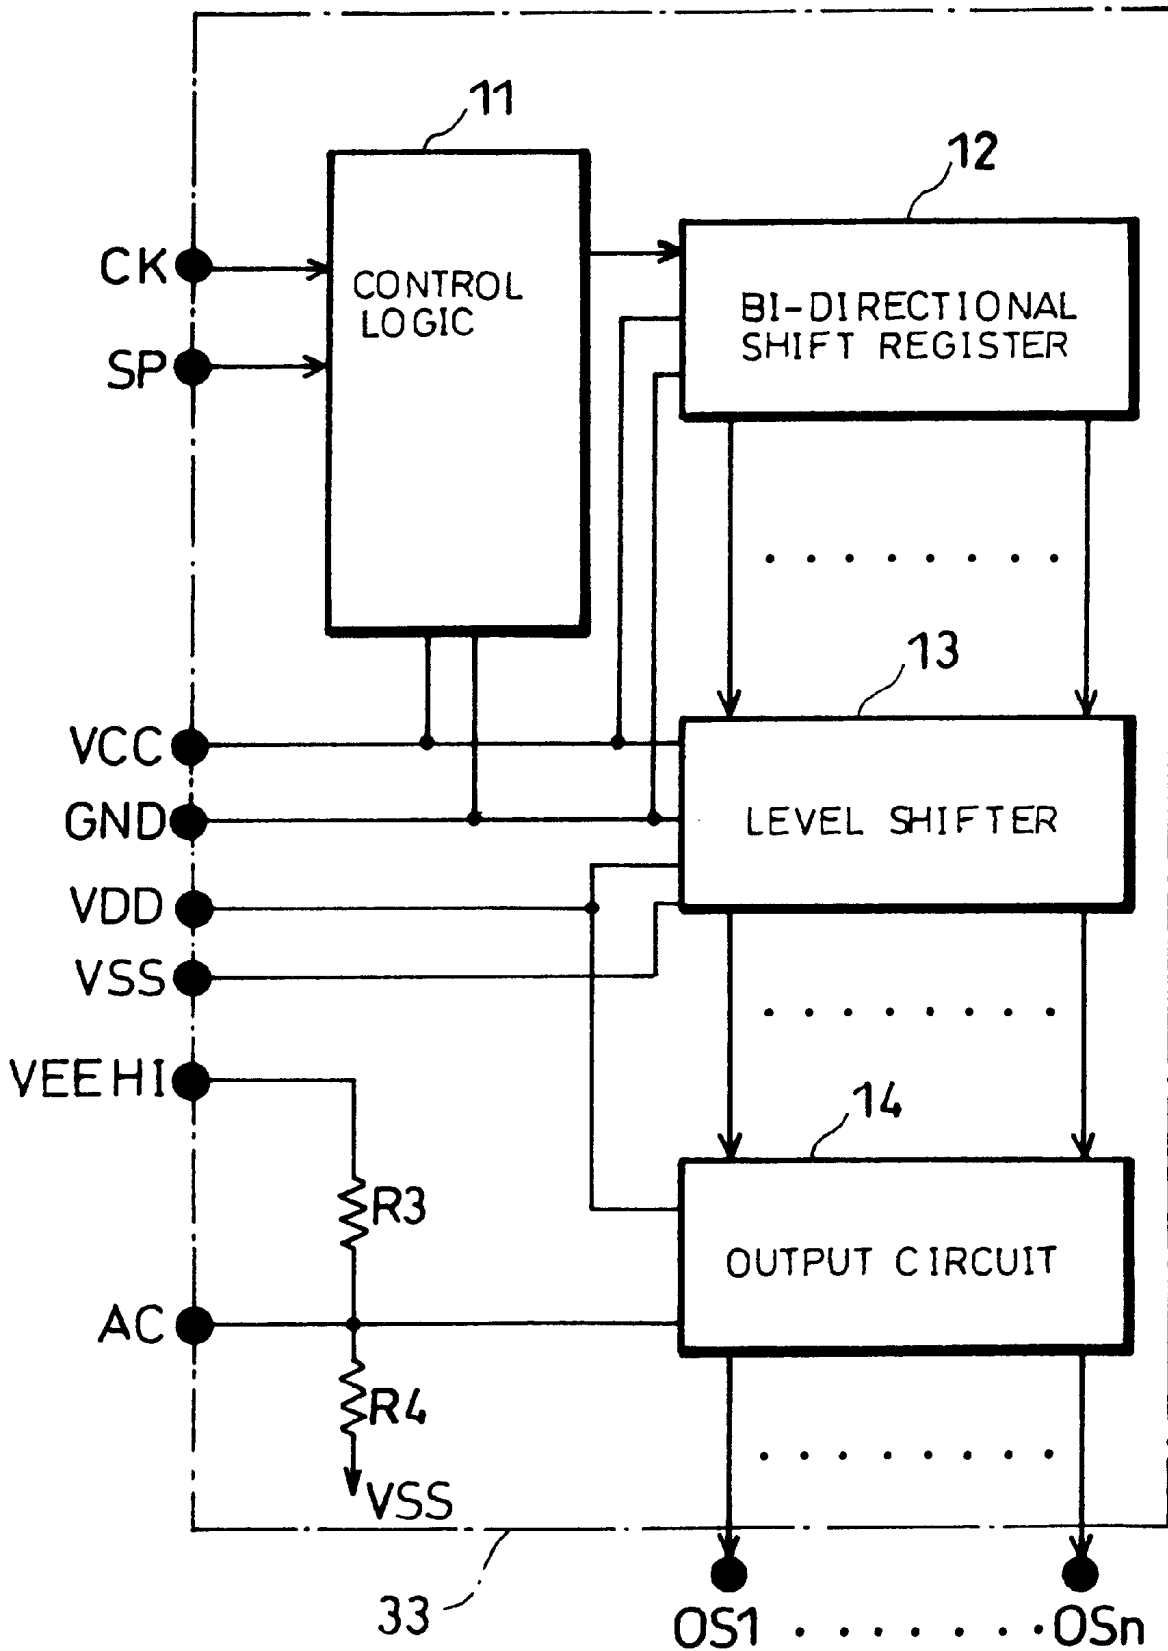 11
12
CK
CONTROL
LOGIC
BI-DIRECTIONAL
SHIFT REGISTER
SP
13
VCC
GND
LEVEL SHIFTER
VDD
VSS
VEEHI
14
R3
OUTPUT CIRCUIT
AC
R4
VSS
33
OS1 ········ OSn